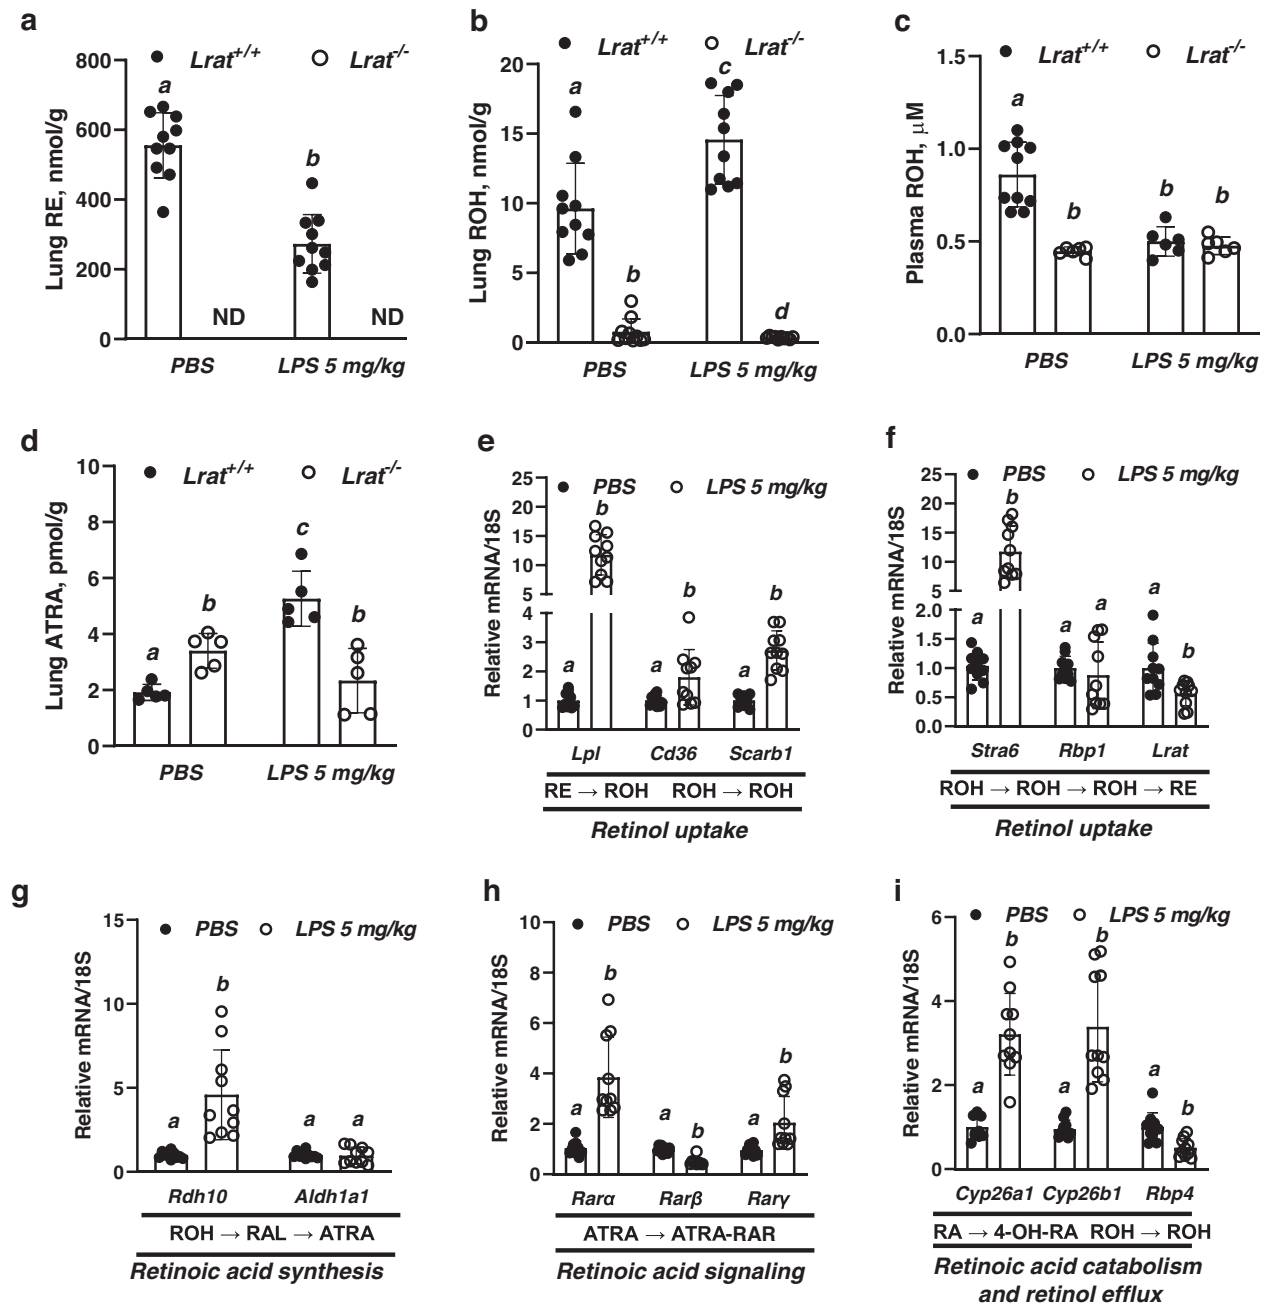 a
Lrat+/+
Lrat-/-
Lung RE, nmol/g
800
600
400
200
0
a
b
ND
ND
PBS
LPS 5 mg/kg
b
Lrat+/+
Lrat-/-
Lung ROH, nmol/g
20
15
10
5
0
a
b
c
d
PBS
LPS 5 mg/kg
c
Lrat+/+
Lrat-/-
Plasma ROH, μM
1.5
1.0
0.5
0.0
a
b
b
b
PBS
LPS 5 mg/kg
d
Lrat+/+
Lrat-/-
Lung ATRA, pmol/g
10
8
6
4
2
0
a
b
c
b
PBS
LPS 5 mg/kg
e
PBS
LPS 5 mg/kg
Relative mRNA/18S
25
20
15
10
5
4
3
2
1
0
a
b
a
b
a
b
Lpl
Cd36
Scarb1
RE → ROH
ROH → ROH
Retinol uptake
f
PBS
LPS 5 mg/kg
Relative mRNA/18S
25
20
15
10
5
2.0
1.5
1.0
0.5
0.0
a
b
a
a
a
b
Stra6
Rbp1
Lrat
ROH → ROH → ROH → RE
Retinol uptake
g
PBS
LPS 5 mg/kg
Relative mRNA/18S
15
10
5
0
a
b
a
a
Rdh10
Aldh1a1
ROH → RAL → ATRA
Retinoic acid synthesis
h
PBS
LPS 5 mg/kg
Relative mRNA/18S
10
8
6
4
2
0
a
b
a
b
a
b
Rarα
Rarβ
Rarγ
ATRA → ATRA-RAR
Retinoic acid signaling
i
PBS
LPS 5 mg/kg
Relative mRNA/18S
6
4
2
0
a
b
a
b
a
b
Cyp26a1
Cyp26b1
Rbp4
RA → 4-OH-RA
ROH → ROH
Retinoic acid catabolism
and retinol efflux